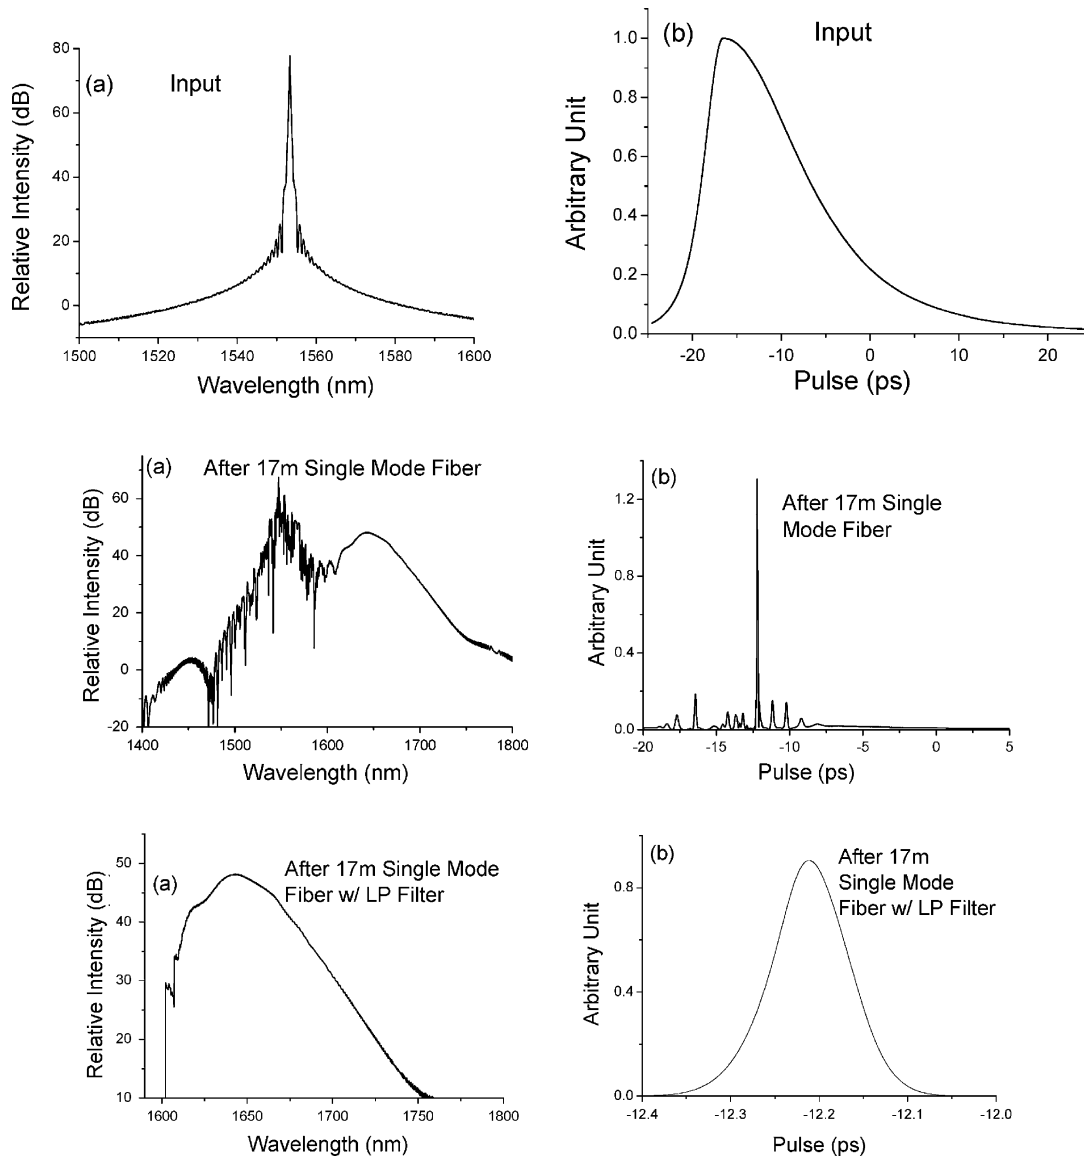 (a)
Input
80
60
40
20
0
1500 1520 1540 1560 1580 1600
Relative Intensity (dB)
Wavelength (nm)
(b)
Input
1.0
0.8
0.6
0.4
0.2
0.0
-20 -10 0 10 20
Arbitrary Unit
Pulse (ps)
(a)
After 17m Single Mode Fiber
60
40
20
0
-20
1400 1500 1600 1700 1800
Relative Intensity (dB)
Wavelength (nm)
(b)
After 17m Single
Mode Fiber
1.2
0.8
0.4
0.0
-20 -15 -10 -5 0 5
Arbitrary Unit
Pulse (ps)
(a)
After 17m Single Mode
Fiber w/ LP Filter
50
40
30
20
10
1600 1650 1700 1750 1800
Relative Intensity (dB)
Wavelength (nm)
(b)
After 17m
Single Mode
Fiber w/ LP Filter
0.8
0.4
0.0
-12.4 -12.3 -12.2 -12.1 -12.0
Arbitrary Unit
Pulse (ps)